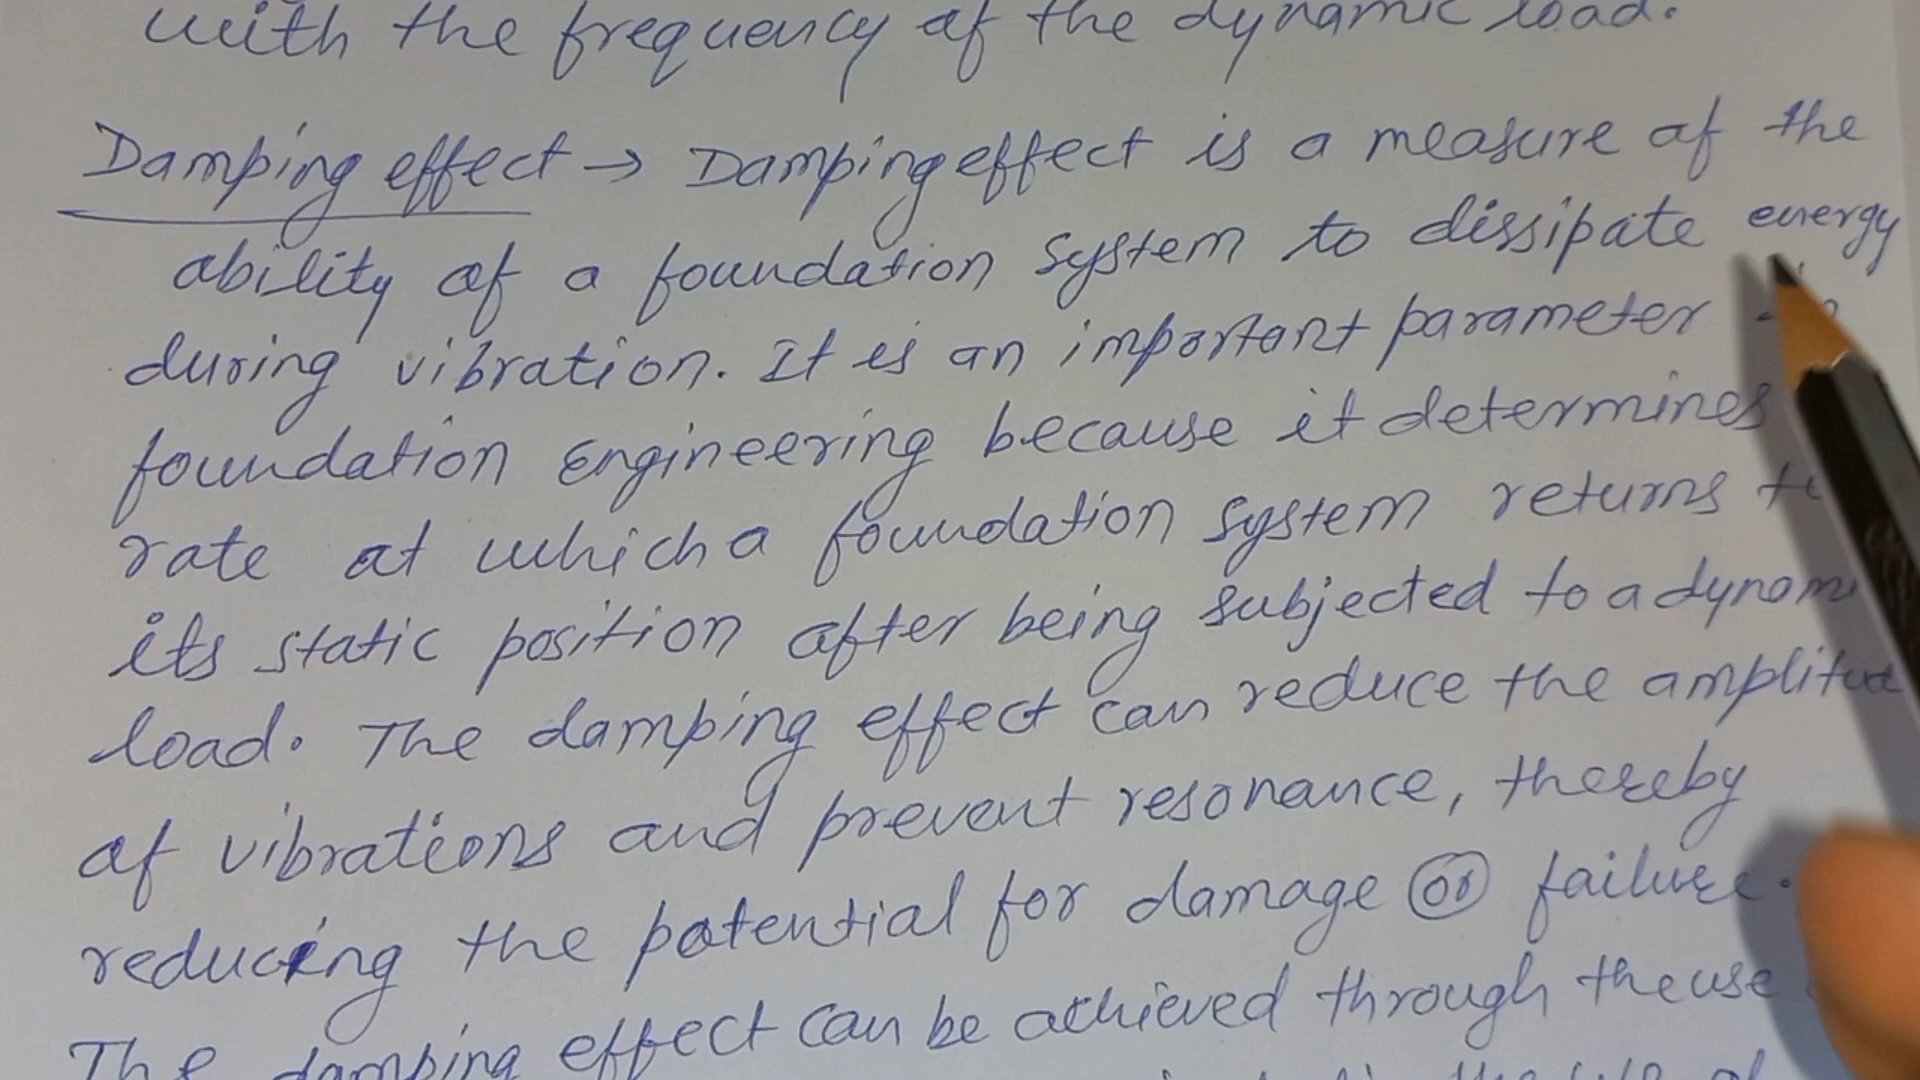 with the frequency of the dynamic load.
Damping effect → Damping effect is a measure of the
ability of a foundation system to dissipate energy
during vibration. It is an important parameter
foundation engineering because it determines
rate at which a foundation system returns
its static position after being subjected to a
load. The damping effect can reduce the amplitude
of vibrations and prevent resonance, thereby
reducing the potential for damage or failure.
The damping effect can be achieved through the use